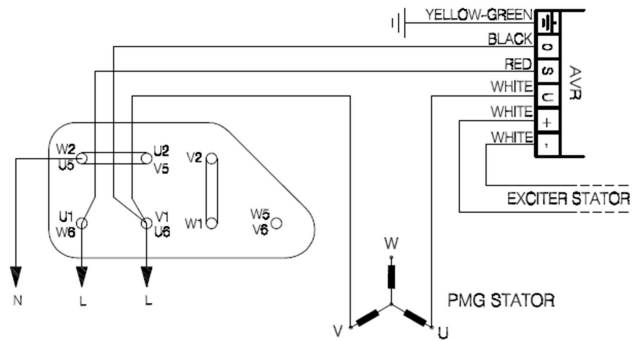 YELLOW-GREEN
BLACK
O
RED
S
WHITE
U
AVR
WHITE
+
WHITE
-
EXCITER STATOR
W2
U5
U2
V5
V2
U1
W6
V1
U6
W1
W5
V6
N
L
L
W
V
U
PMG STATOR